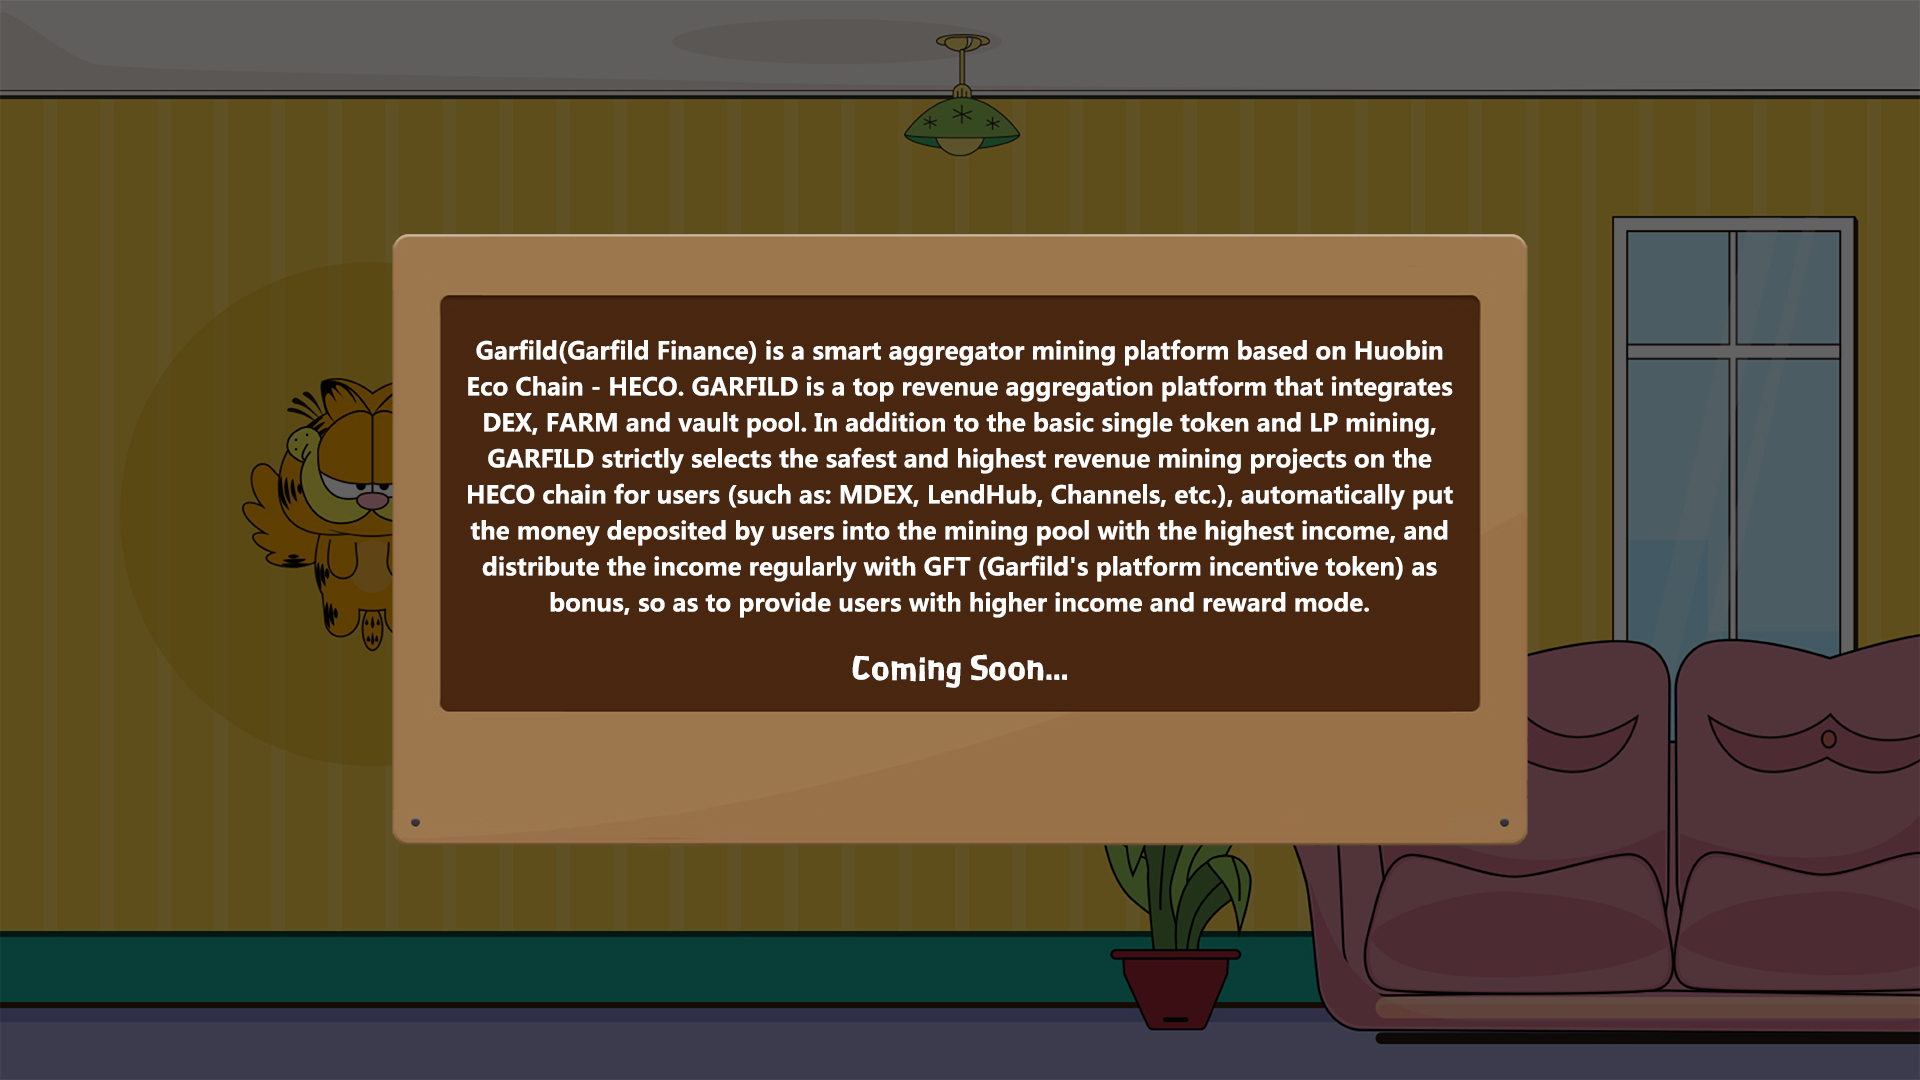 Garfild(Garfild Finance) is a smart aggregator mining platform based on Huobin
Eco Chain - HECO. GARFILD is a top revenue aggregation platform that integrates
DEX, FARM and vault pool. In addition to the basic single token and LP mining,
GARFILD strictly selects the safest and highest revenue mining projects on the
HECO chain for users (such as: MDEX, LendHub, Channels, etc.), automatically put
the money deposited by users into the mining pool with the highest income, and
distribute the income regularly with GFT (Garfild's platform incentive token) as
bonus, so as to provide users with higher income and reward mode.
Coming Soon...